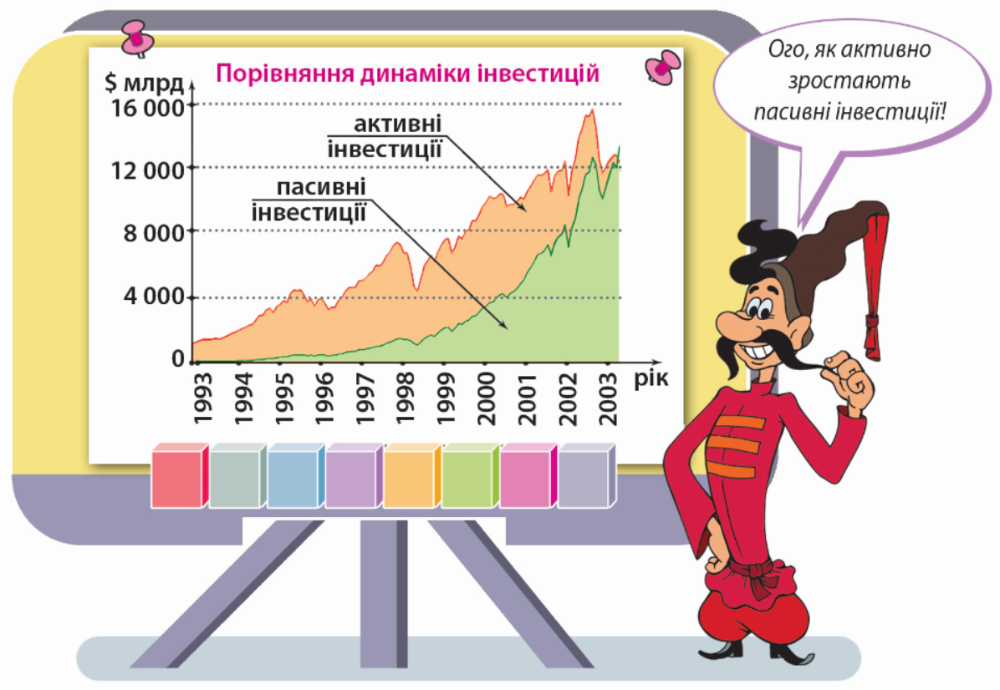 Ого, як активно
зростають
пасивні інвестиції!
Порівняння динаміки інвестицій
$ млрд
16 000
12 000
8 000
4 000
0
активні
інвестиції
пасивні
інвестиції
1993
1994
1995
1996
1997
1998
1999
2000
2001
2002
2003
рік